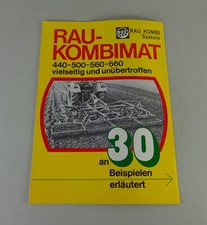 RAU KOMBI
System
RAU-
KOMBIMAT
440-500-560-660
vielseitig und unübertroffen
an 30
Beispielen
erläutert